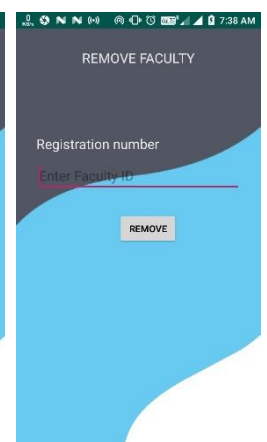 7:38 AM
REMOVE FACULTY
Registration number
Enter Faculty ID
REMOVE